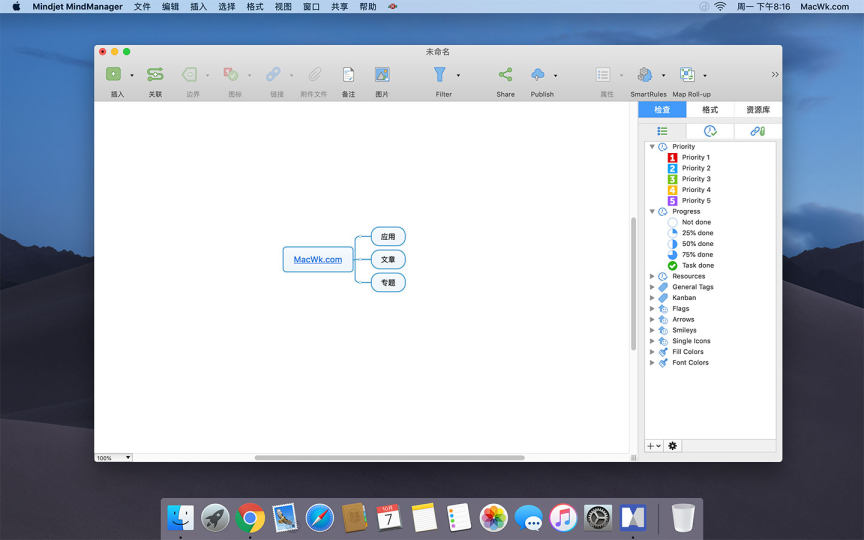 Mindjet MindManager 文件 编辑 插入 选择 格式 视图 窗口 共享 帮助
周一 下午8:16 MacWk.com
未命名
插入 关联 边界 图标 链接 附件文件 备注 图片 Filter Share Publish 属性 SmartRules Map Roll-up
检查 格式 资源库
Priority
1 Priority 1
2 Priority 2
3 Priority 3
4 Priority 4
5 Priority 5
Progress
Not done
25% done
50% done
75% done
Task done
Resources
General Tags
Kanban
Flags
Arrows
Smileys
Single Icons
Fill Colors
Font Colors
MacWk.com
应用
文章
专题
100%
10月
7